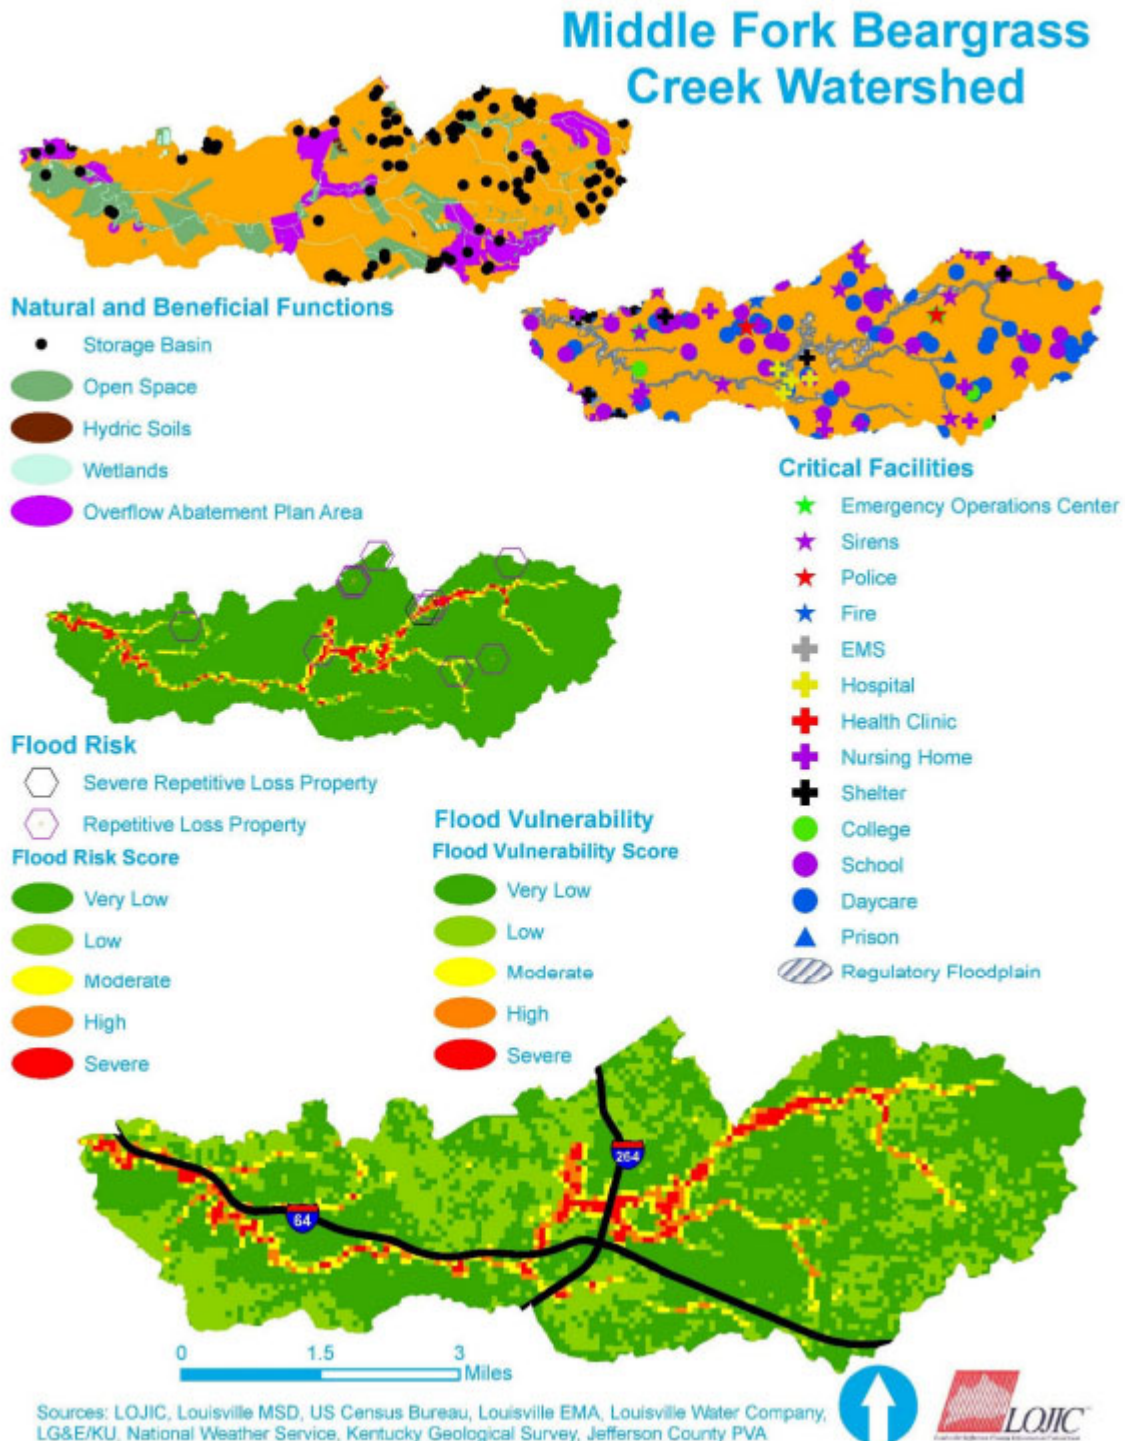 Middle Fork Beargrass
Creek Watershed
Natural and Beneficial Functions
Storage Basin
Open Space
Hydric Soils
Wetlands
Overflow Abatement Plan Area
Critical Facilities
Emergency Operations Center
Sirens
Police
Fire
EMS
Hospital
Health Clinic
Nursing Home
Shelter
College
School
Daycare
Prison
Regulatory Floodplain
Flood Risk
Severe Repetitive Loss Property
Repetitive Loss Property
Flood Risk Score
Very Low
Low
Moderate
High
Severe
Flood Vulnerability
Flood Vulnerability Score
Very Low
Low
Moderate
High
Severe
264
64
0 1.5 3
Miles
Sources: LOJIC, Louisville MSD, US Census Bureau, Louisville EMA, Louisville Water Company,
LG&E/KU, National Weather Service, Kentucky Geological Survey, Jefferson County PVA
LOJIC